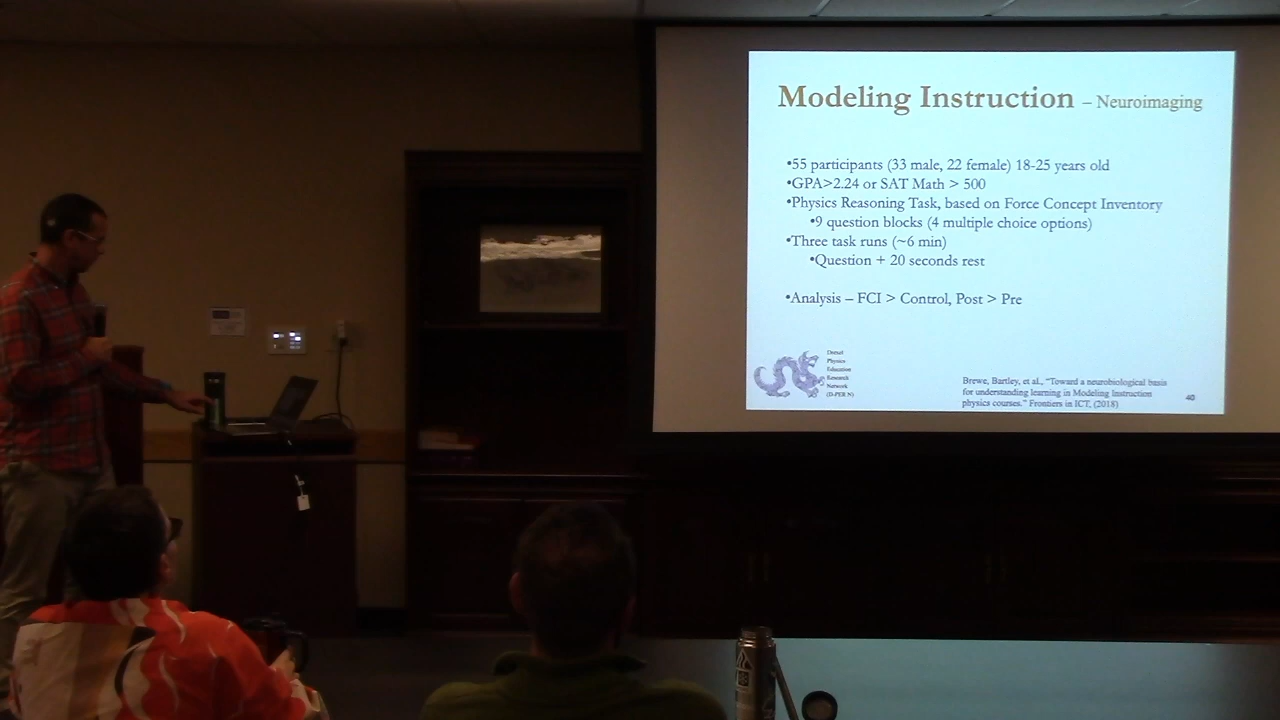 Modeling Instruction – Neuroimaging
•55 participants (33 male, 22 female) 18-25 years old
•GPA>2.24 or SAT Math > 500
•Physics Reasoning Task, based on Force Concept Inventory
•9 question blocks (4 multiple choice options)
•Three task runs (~6 min)
•Question + 20 seconds rest
•Analysis – FCI > Control, Post > Pre
Drexel
Physics
Education
Research
Network
(D-PER N)
Brewe, Bartley, et al., "Toward a neurobiological basis
for understanding learning in Modeling Instruction
physics courses." Frontiers in ICT, (2018)
40